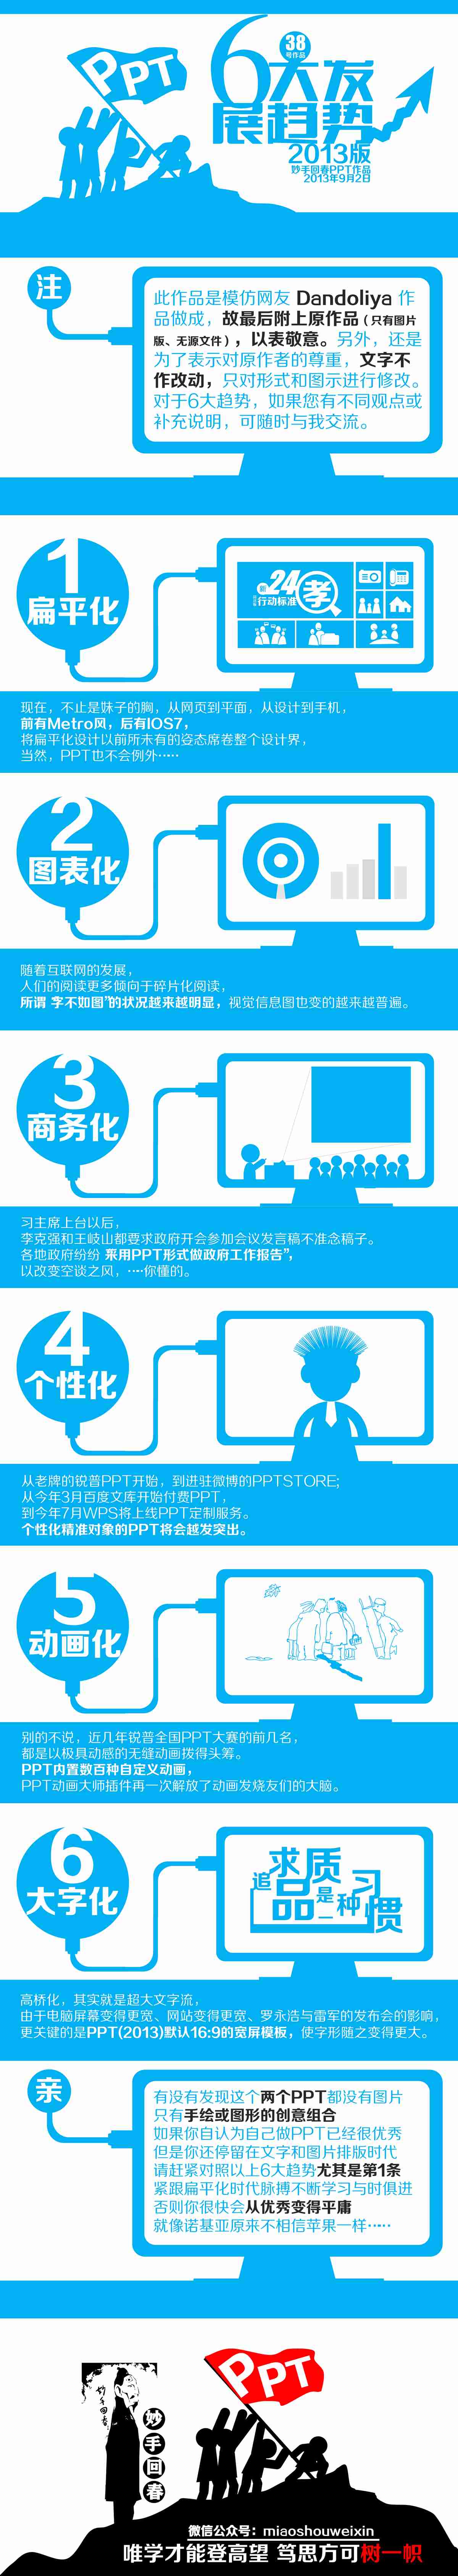 PPT
38
号作品
6大发
展趋势
2013版
妙手回春PPT作品
2013年9月2日
注
此作品是模仿网友 Dandoliya 作
品做成，故最后附上原作品（只有图片
版、无源文件），以表敬意。另外，还是
为了表示对原作者的尊重，文字不
作改动，只对形式和图示进行修改。
对于6大趋势，如果您有不同观点或
补充说明，可随时与我交流。
1
扁平化
新24孝
行动标准
现在，不止是妹子的胸，从网页到平面，从设计到手机，
前有Metro风，后有IOS7，
将扁平化设计以前所未有的姿态席卷整个设计界，
当然，PPT也不会例外……
2
图表化
随着互联网的发展，
人们的阅读更多倾向于碎片化阅读，
所谓 字不如图”的状况越来越明显，视觉信息图也变的越来越普遍。
3
商务化
习主席上台以后，
李克强和王岐山都要求政府开会参加会议发言稿不准念稿子。
各地政府纷纷 采用PPT形式做政府工作报告”，
以改变空谈之风，……你懂的。
4
个性化
从老牌的锐普PPT开始，到进驻微博的PPTSTORE;
从今年3月百度文库开始付费PPT，
到今年7月WPS将上线PPT定制服务。
个性化精准对象的PPT将会越发突出。
5
动画化
别的不说，近几年锐普全国PPT大赛的前几名，
都是以极具动感的无缝动画拨得头筹。
PPT内置数百种自定义动画，
PPT动画大师插件再一次解放了动画发烧友们的大脑。
6
大字化
追求品质
是一种习惯
高桥化，其实就是超大文字流，
由于电脑屏幕变得更宽、网站变得更宽、罗永浩与雷军的发布会的影响，
更关键的是PPT(2013)默认16:9的宽屏模板，使字形随之变得更大。
亲
有没有发现这个两个PPT都没有图片
只有手绘或图形的创意组合
如果你自认为自己做PPT已经很优秀
但是你还停留在文字和图片排版时代
请赶紧对照以上6大趋势尤其是第1条
紧跟扁平化时代脉搏不断学习与时俱进
否则你很快会从优秀变得平庸
就像诺基亚原来不相信苹果一样……
PPT
妙手回春
妙手回春
微信公众号：miaoshouweixin
唯学才能登高望 笃思方可树一帜